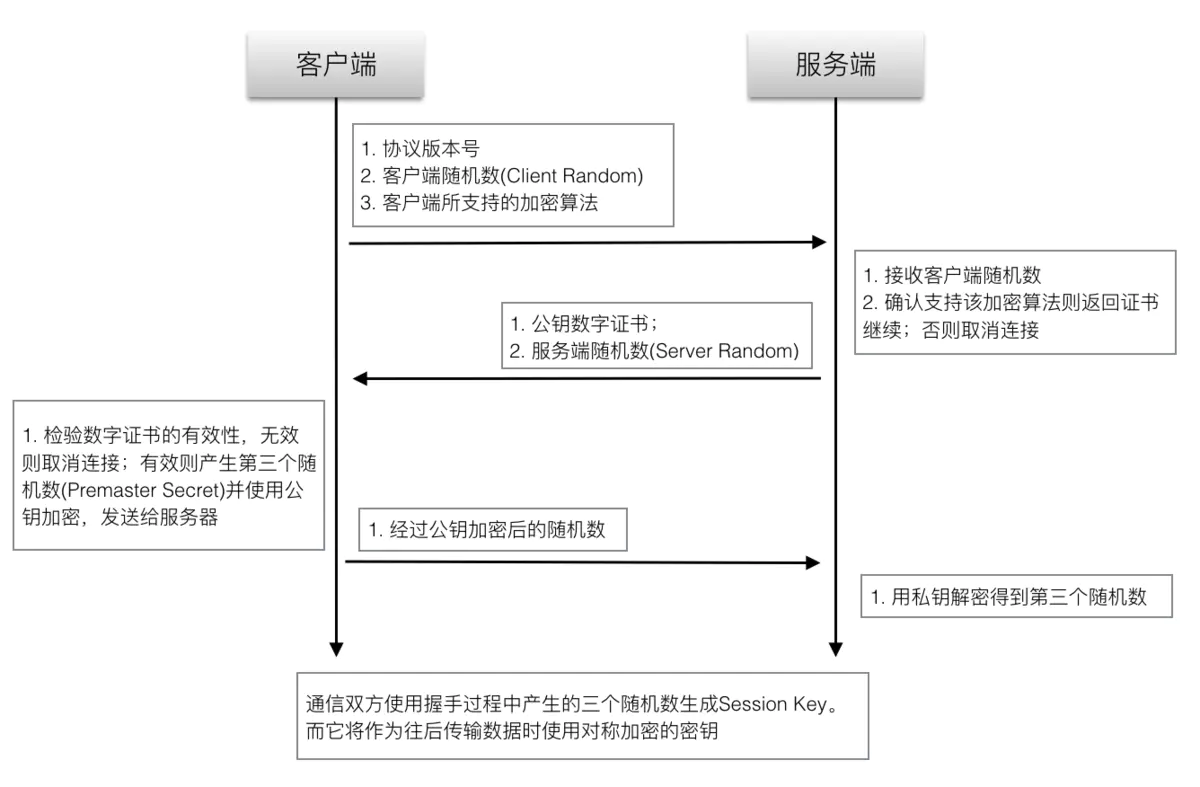 客户端
服务端
1. 协议版本号
2. 客户端随机数(Client Random)
3. 客户端所支持的加密算法
1. 接收客户端随机数
2. 确认支持该加密算法则返回证书
继续；否则取消连接
1. 公钥数字证书；
2. 服务端随机数(Server Random)
1. 检验数字证书的有效性，无效
则取消连接；有效则产生第三个随
机数(Premaster Secret)并使用公
钥加密，发送给服务器
1. 经过公钥加密后的随机数
1. 用私钥解密得到第三个随机数
通信双方使用握手过程中产生的三个随机数生成Session Key。
而它将作为往后传输数据时使用对称加密的密钥